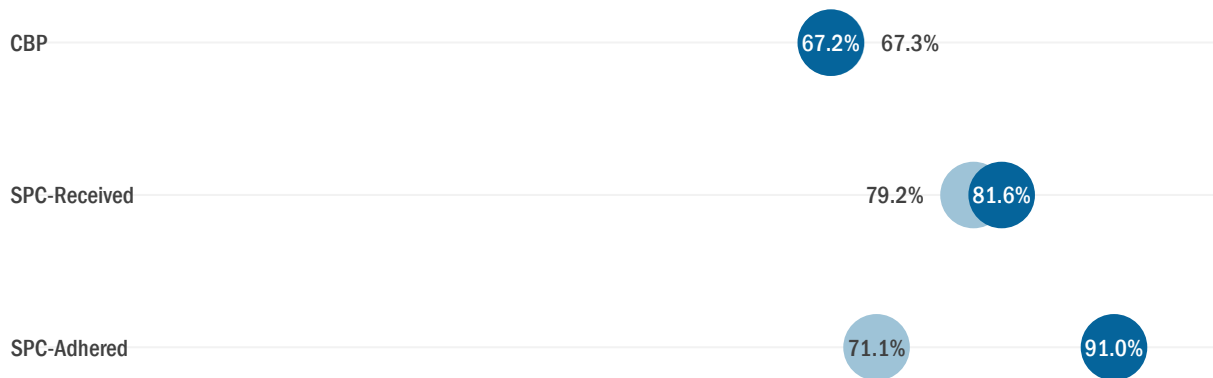 CBP 67.2% 67.3%
SPC-Received 79.2% 81.6%
SPC-Adhered 71.1% 91.0%